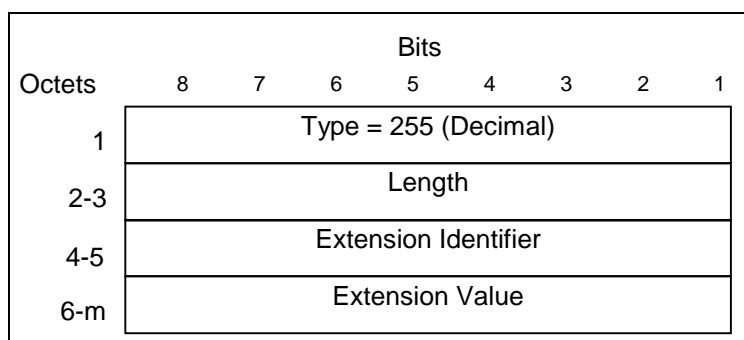 Bits
Octets 8 7 6 5 4 3 2 1
1 Type = 255 (Decimal)
2-3 Length
4-5 Extension Identifier
6-m Extension Value